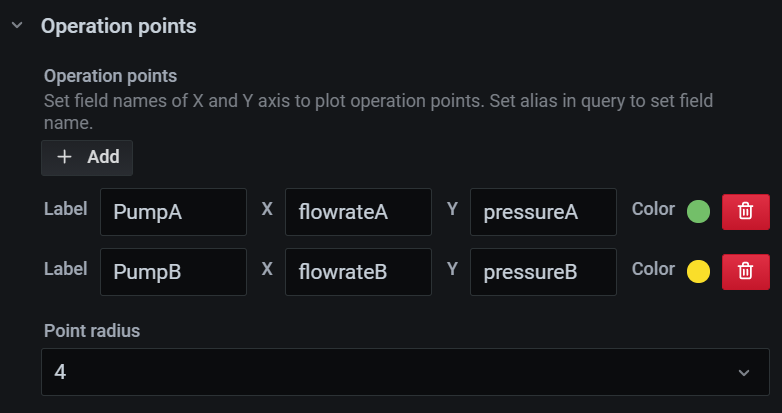 Operation points
Operation points
Set field names of X and Y axis to plot operation points. Set alias in query to set field
name.
+ Add
Label PumpA X flowrateA Y pressureA Color
Label PumpB X flowrateB Y pressureB Color
Point radius
4